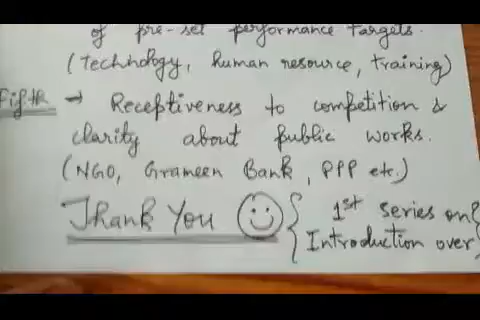 of pre-set performance targets.
(technology, human resource, training)
Fifth → Receptiveness to competition &
clarity about public works.
(NGO, Grameen Bank, PPP etc.)
Thank You ☺ { 1st series on }
{ Introduction over }